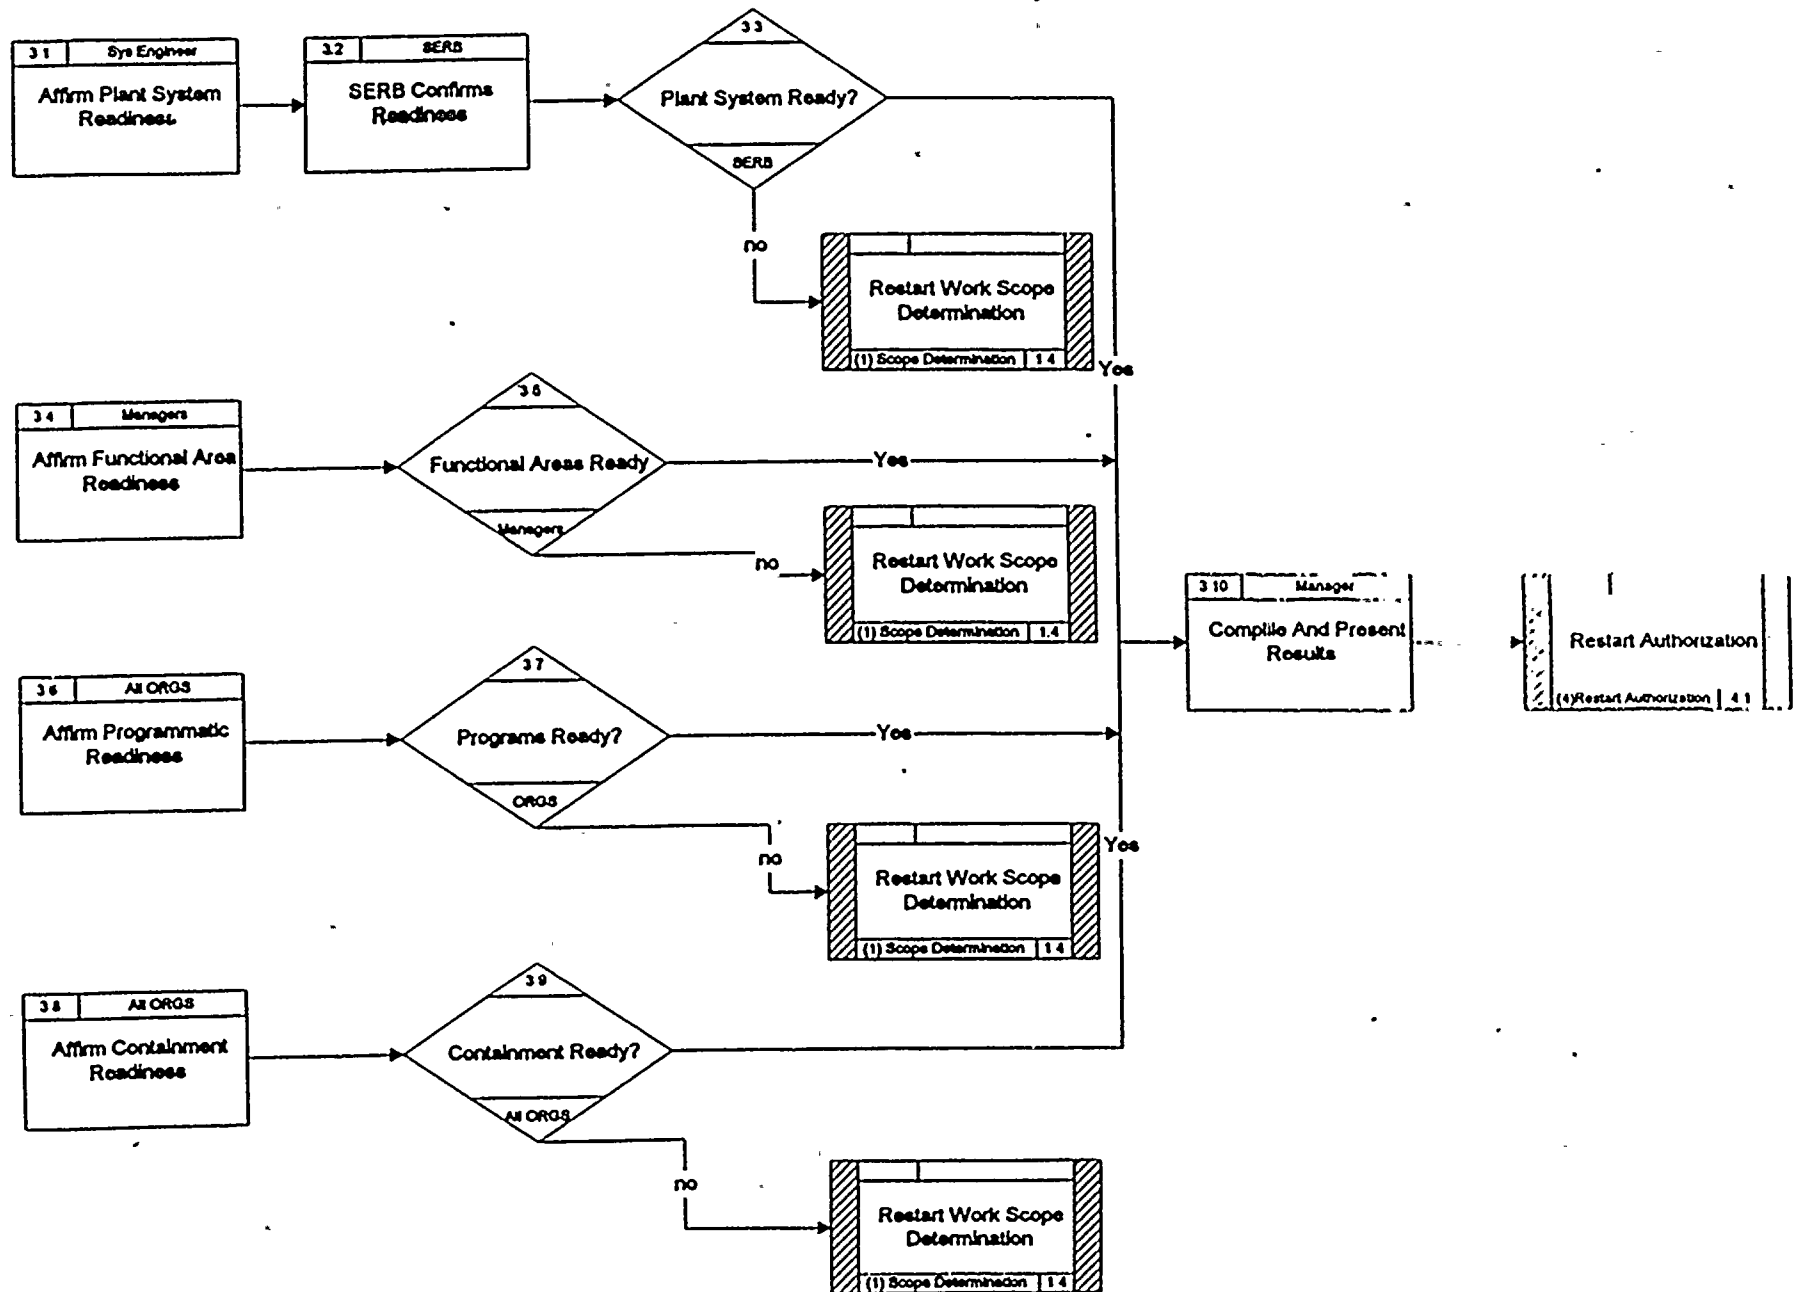 3.1 Sys Engineer
Affirm Plant System
Readiness
3.2 SERB
SERB Confirms
Readiness
3.3
Plant System Ready?
SERB
no
Restart Work Scope
Determination
(1) Scope Determination 1.4
Yes
3.4 Managers
Affirm Functional Area
Readiness
3.5
Functional Areas Ready
Managers
Yes
no
Restart Work Scope
Determination
(1) Scope Determination 1.4
3.10 Manager
Compile And Present
Results
Restart Authorization
(4)Restart Authorization 4.1
3.6 All ORGS
Affirm Programmatic
Readiness
3.7
Programs Ready?
ORGS
Yes
no
Restart Work Scope
Determination
(1) Scope Determination 1.4
Yes
3.8 All ORGS
Affirm Containment
Readiness
3.9
Containment Ready?
All ORGS
no
Restart Work Scope
Determination
(1) Scope Determination 1.4